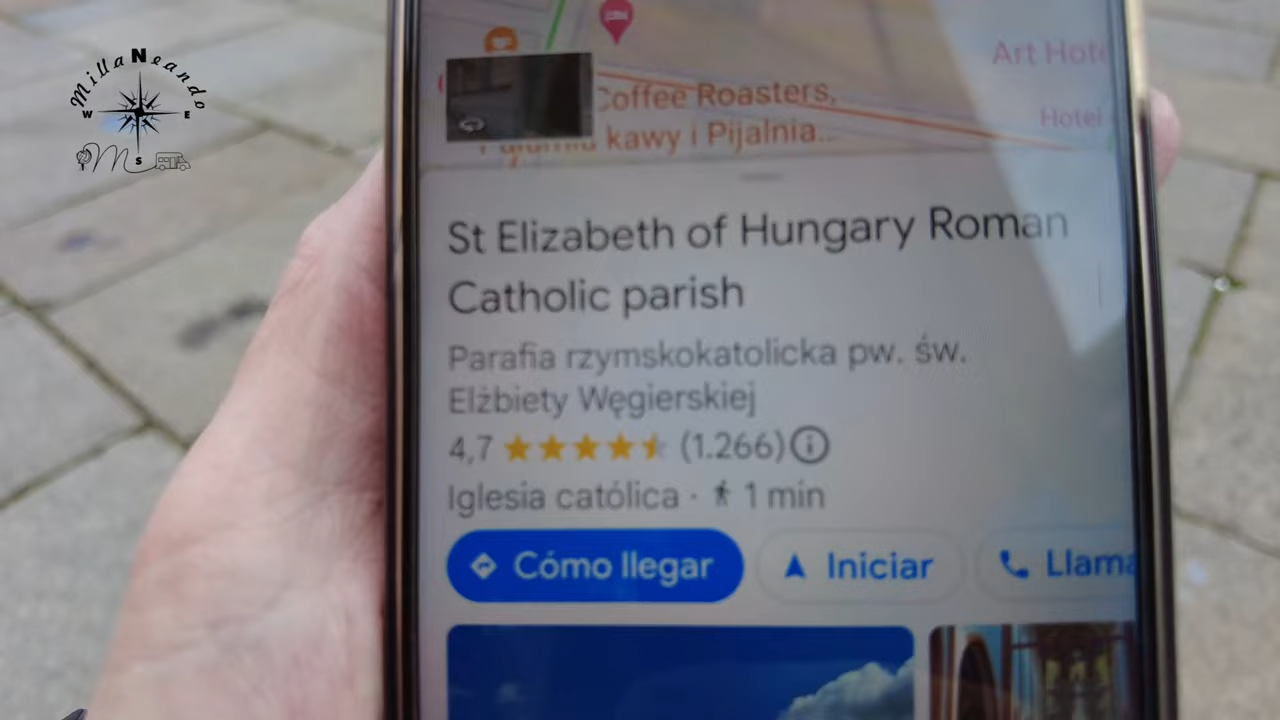 MillaNeando
W E
M S
Art Hote
Coffee Roasters,
Hotel
kawy i Pijalnia...
St Elizabeth of Hungary Roman
Catholic parish
Parafia rzymskokatolicka pw. św.
Elżbiety Węgierskiej
4,7 (1.266)
Iglesia católica · 1 min
Cómo llegar Iniciar Llama